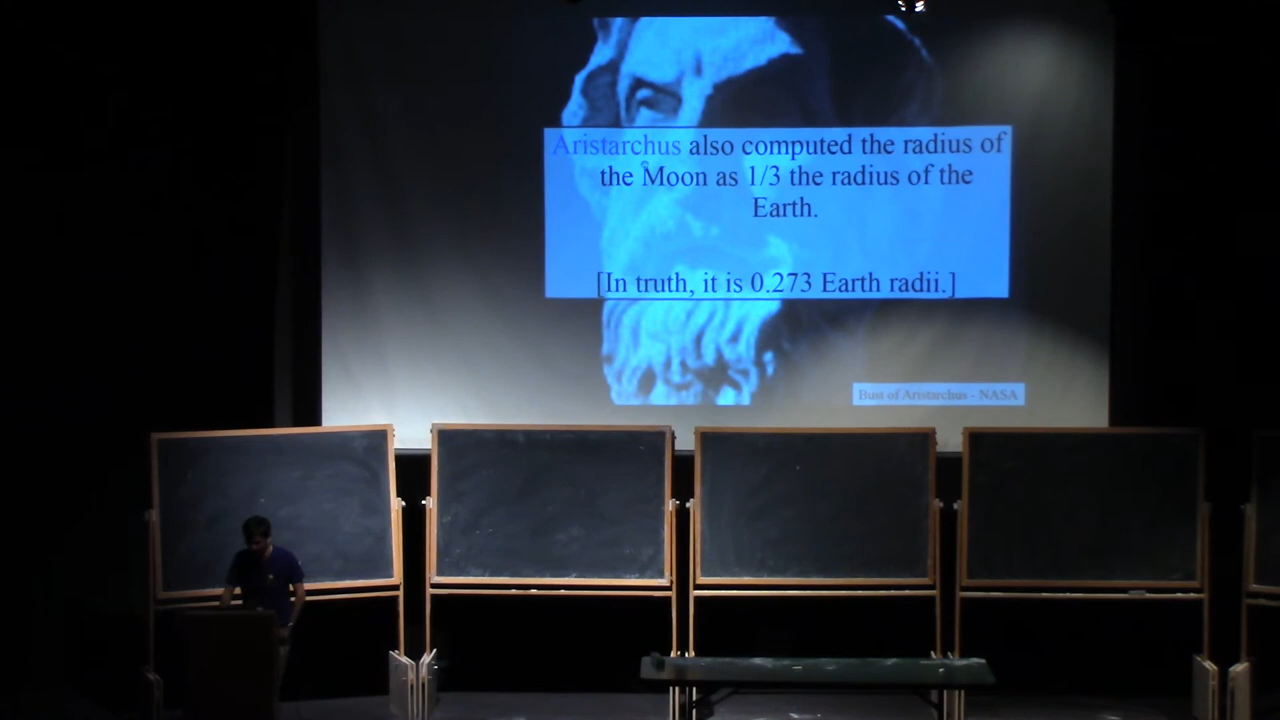 Aristarchus also computed the radius of
the Moon as 1/3 the radius of the
Earth.
[In truth, it is 0.273 Earth radii.]
Bust of Aristarchus - NASA